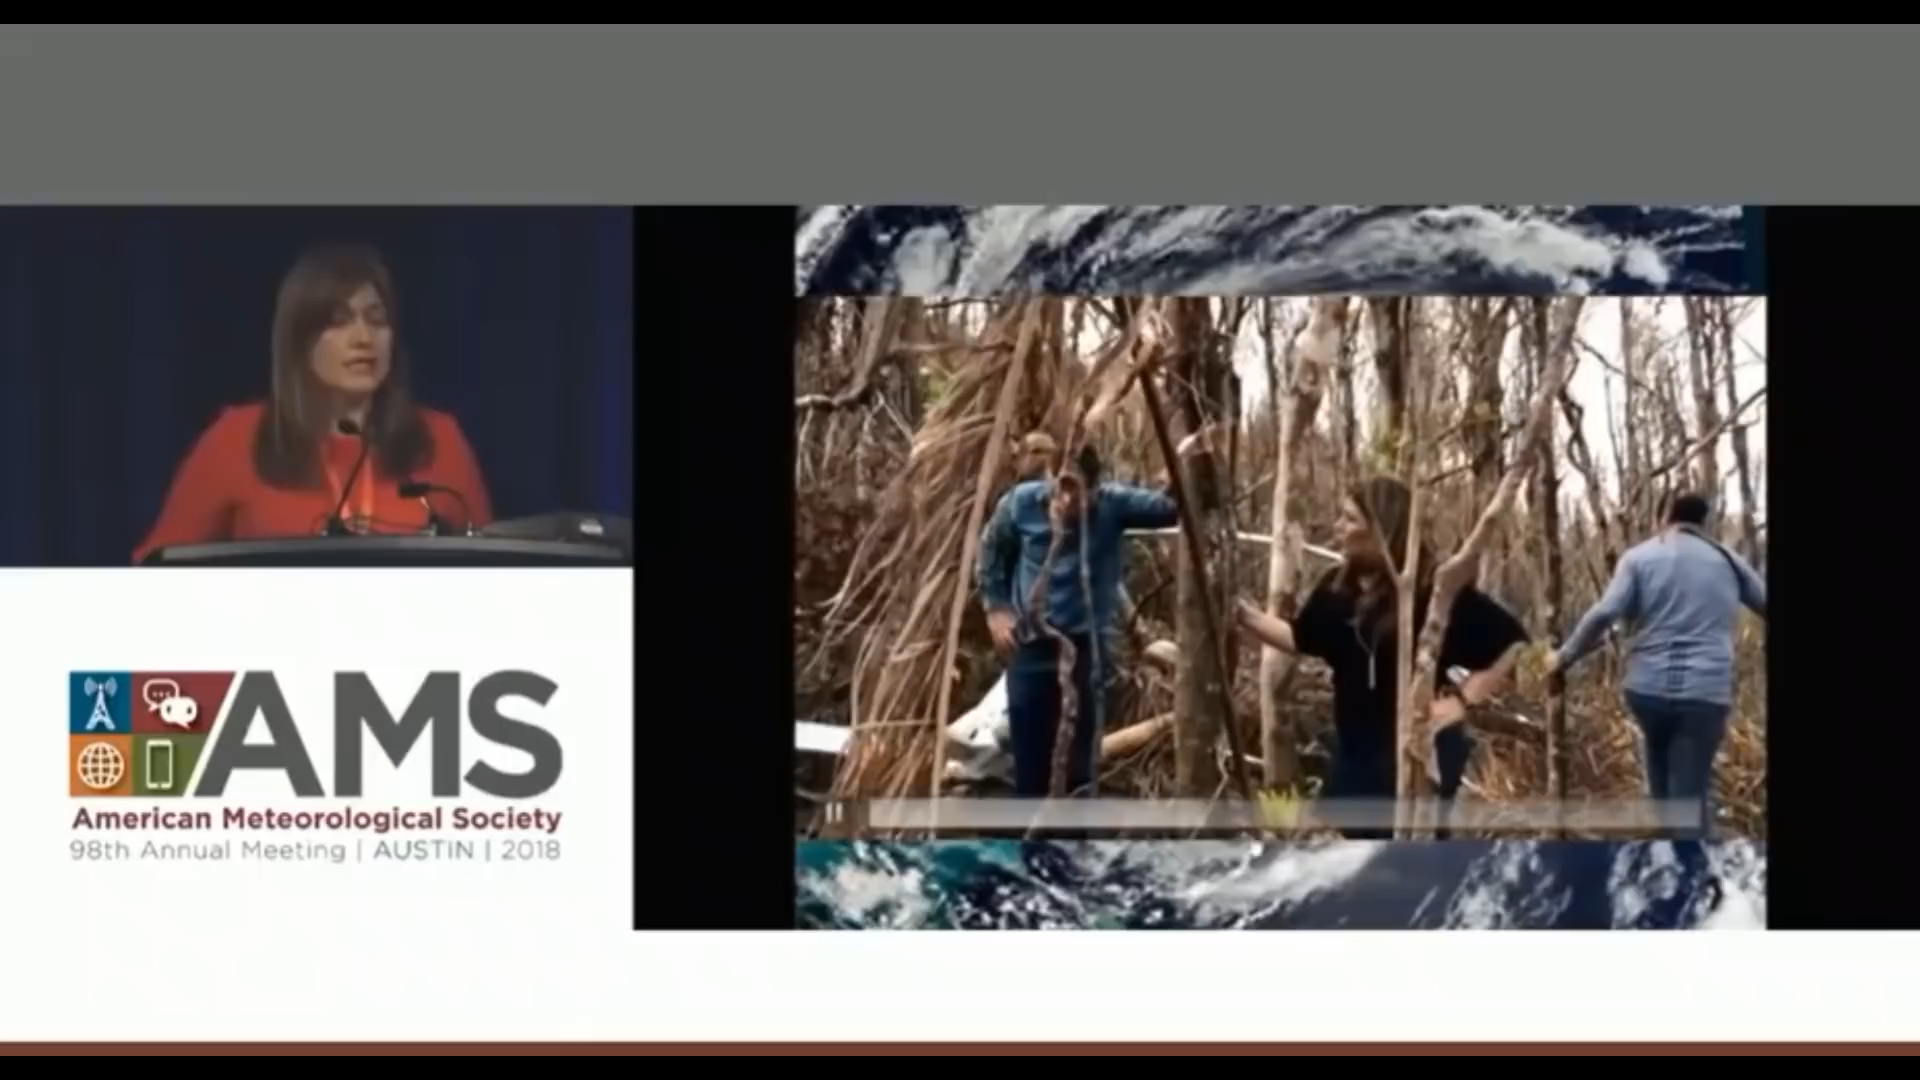 AMS
American Meteorological Society
98th Annual Meeting | AUSTIN | 2018